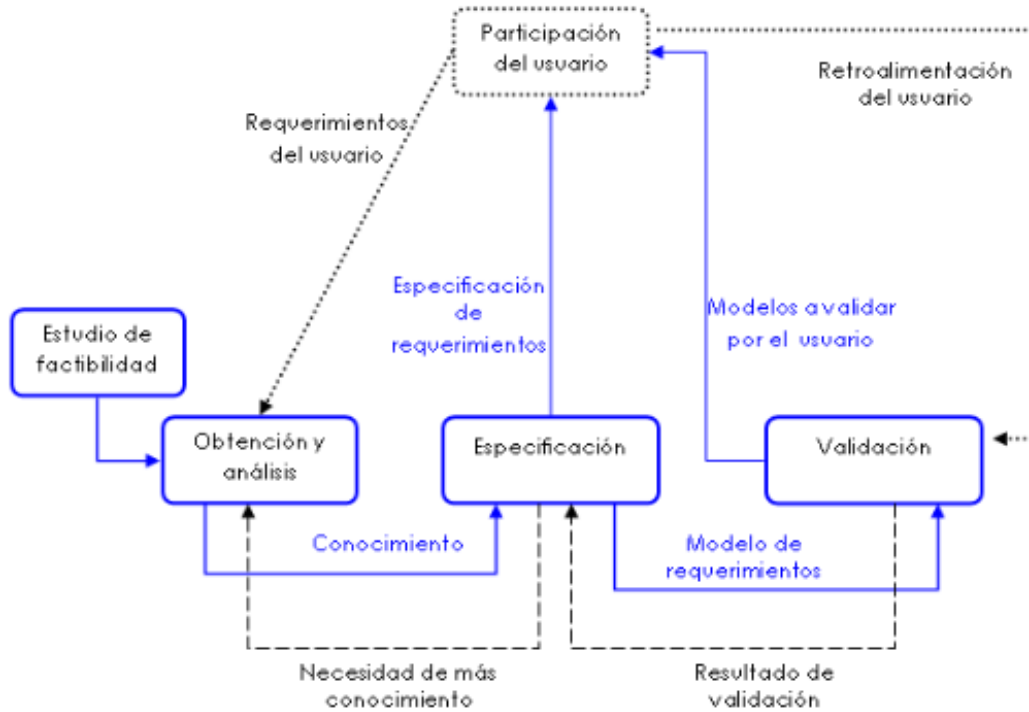 Participación
del usuario
Retroalimentación
del usuario
Requerimientos
del usuario
Especificación
de
requerimientos
Modelos a validar
por el usuario
Estudio de
factibilidad
Obtención y
análisis
Especificación
Validación
Conocimiento
Modelo de
requerimientos
Necesidad de más
conocimiento
Resultado de
validación